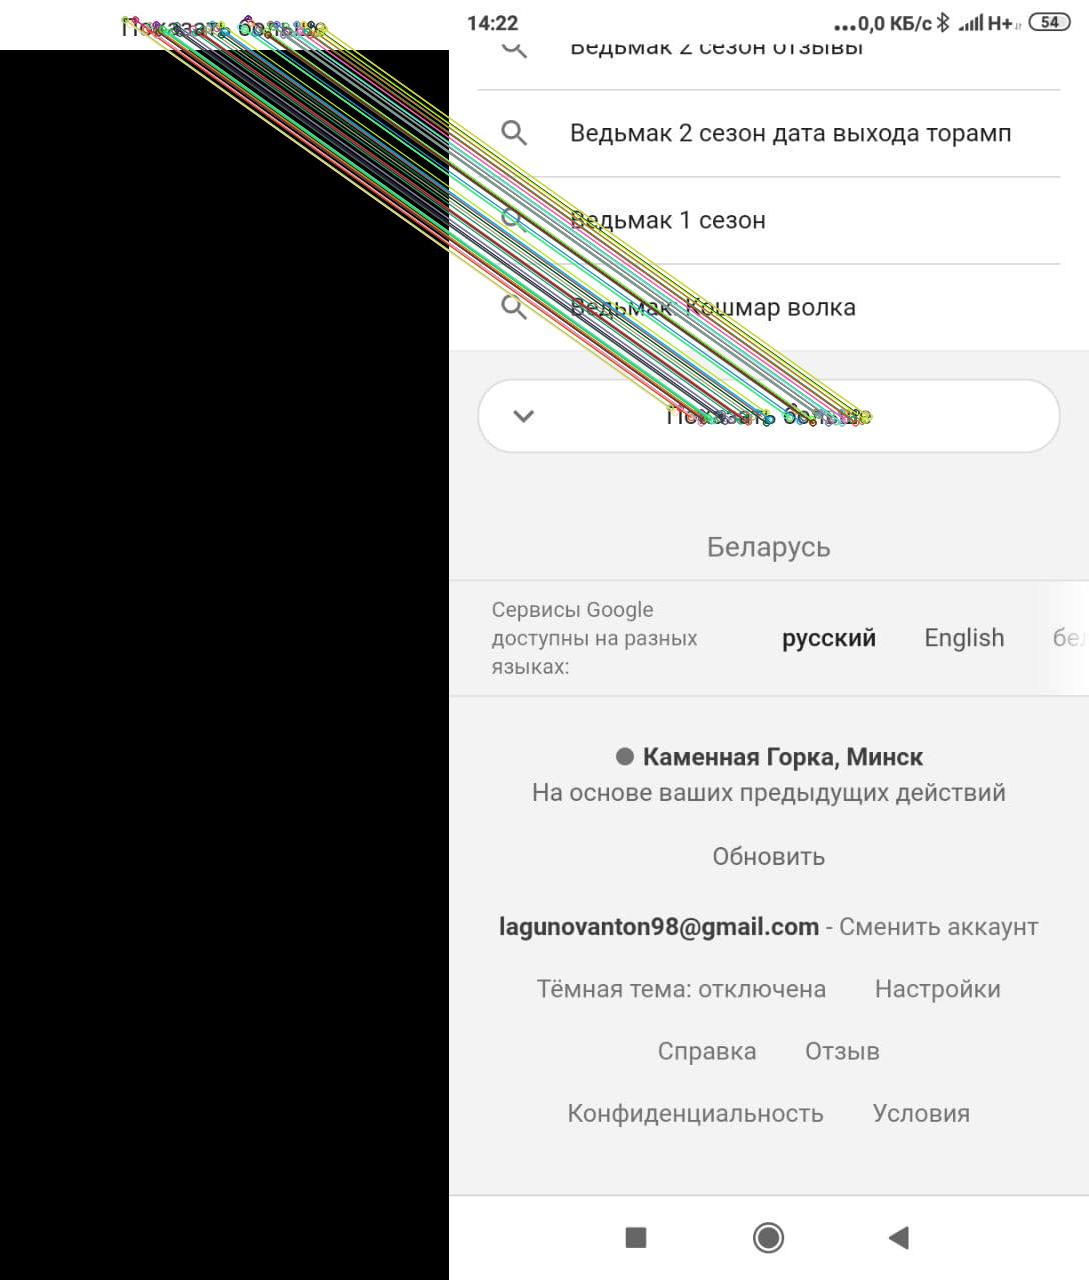 Показать больше
14:22 ...0,0 КБ/с H+ 54
Ведьмак 2 сезон отзывы
Ведьмак 2 сезон дата выхода торамп
Ведьмак 1 сезон
Ведьмак: Кошмар волка
Показать больше
Беларусь
Сервисы Google
доступны на разных
языках:
русский English бел
Каменная Горка, Минск
На основе ваших предыдущих действий
Обновить
lagunovanton98@gmail.com - Сменить аккаунт
Тёмная тема: отключена Настройки
Справка Отзыв
Конфиденциальность Условия